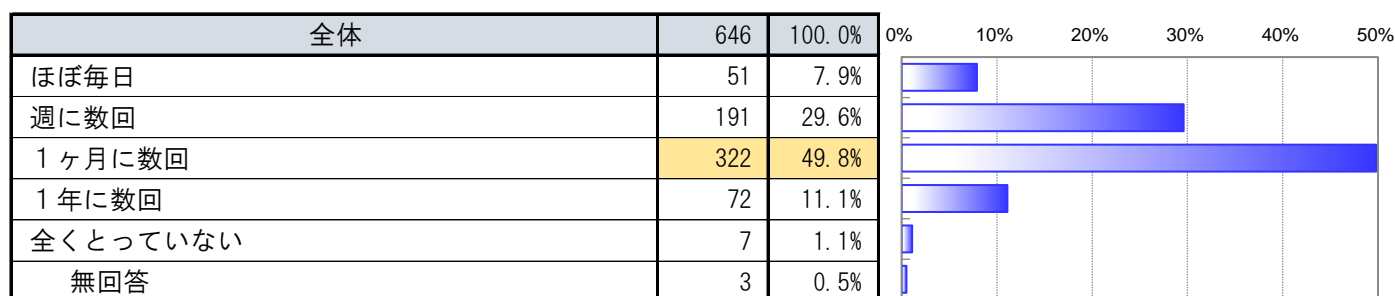 全体 646 100.0% 0% 10% 20% 30% 40% 50%
ほぼ毎日 51 7.9%
週に数回 191 29.6%
１ヶ月に数回 322 49.8%
１年に数回 72 11.1%
全くとっていない 7 1.1%
無回答 3 0.5%